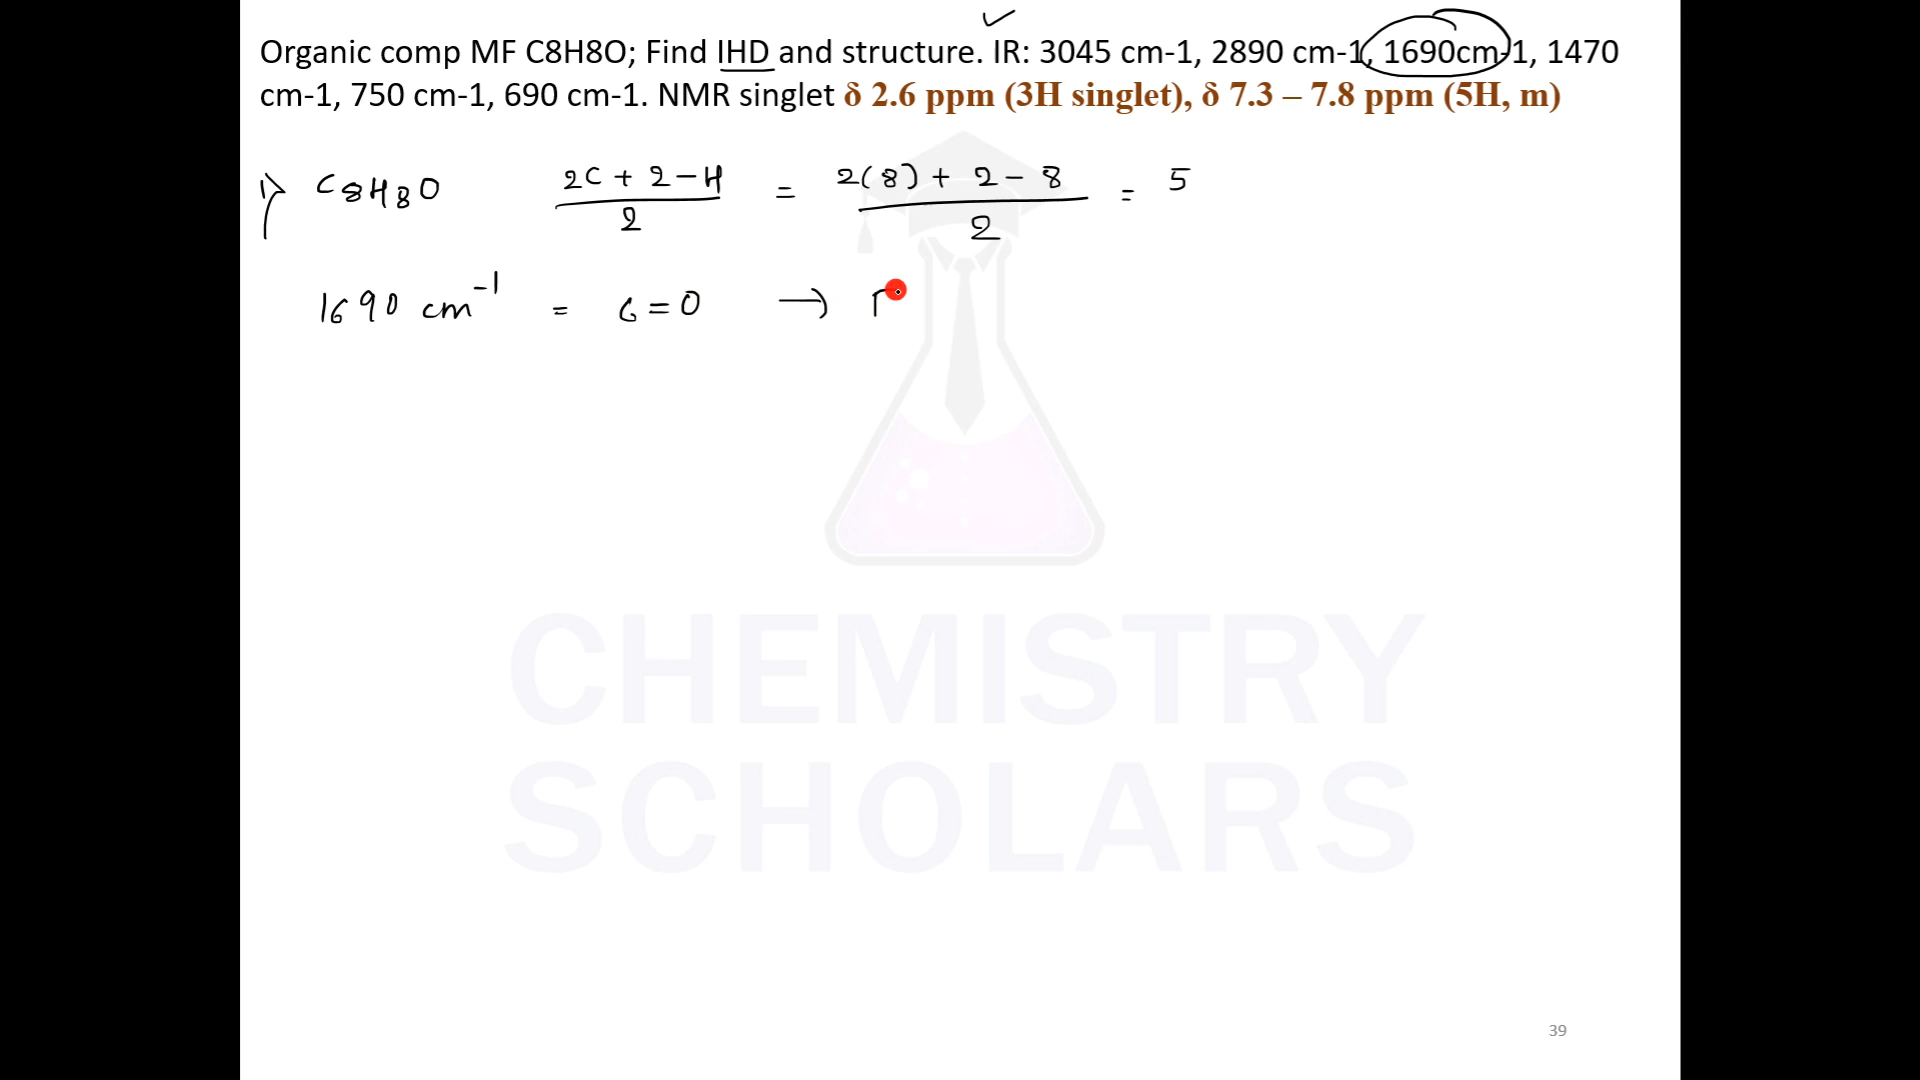 Organic comp MF C8H8O; Find IHD and structure. IR: 3045 cm-1, 2890 cm-1, 1690cm-1, 1470
cm-1, 750 cm-1, 690 cm-1. NMR singlet δ 2.6 ppm (3H singlet), δ 7.3 – 7.8 ppm (5H, m)
C8H8O 2C + 2 - H / 2 = 2(8) + 2 - 8 / 2 = 5
1690 cm-1 = C=O →
CHEMISTRY
SCHOLARS
39